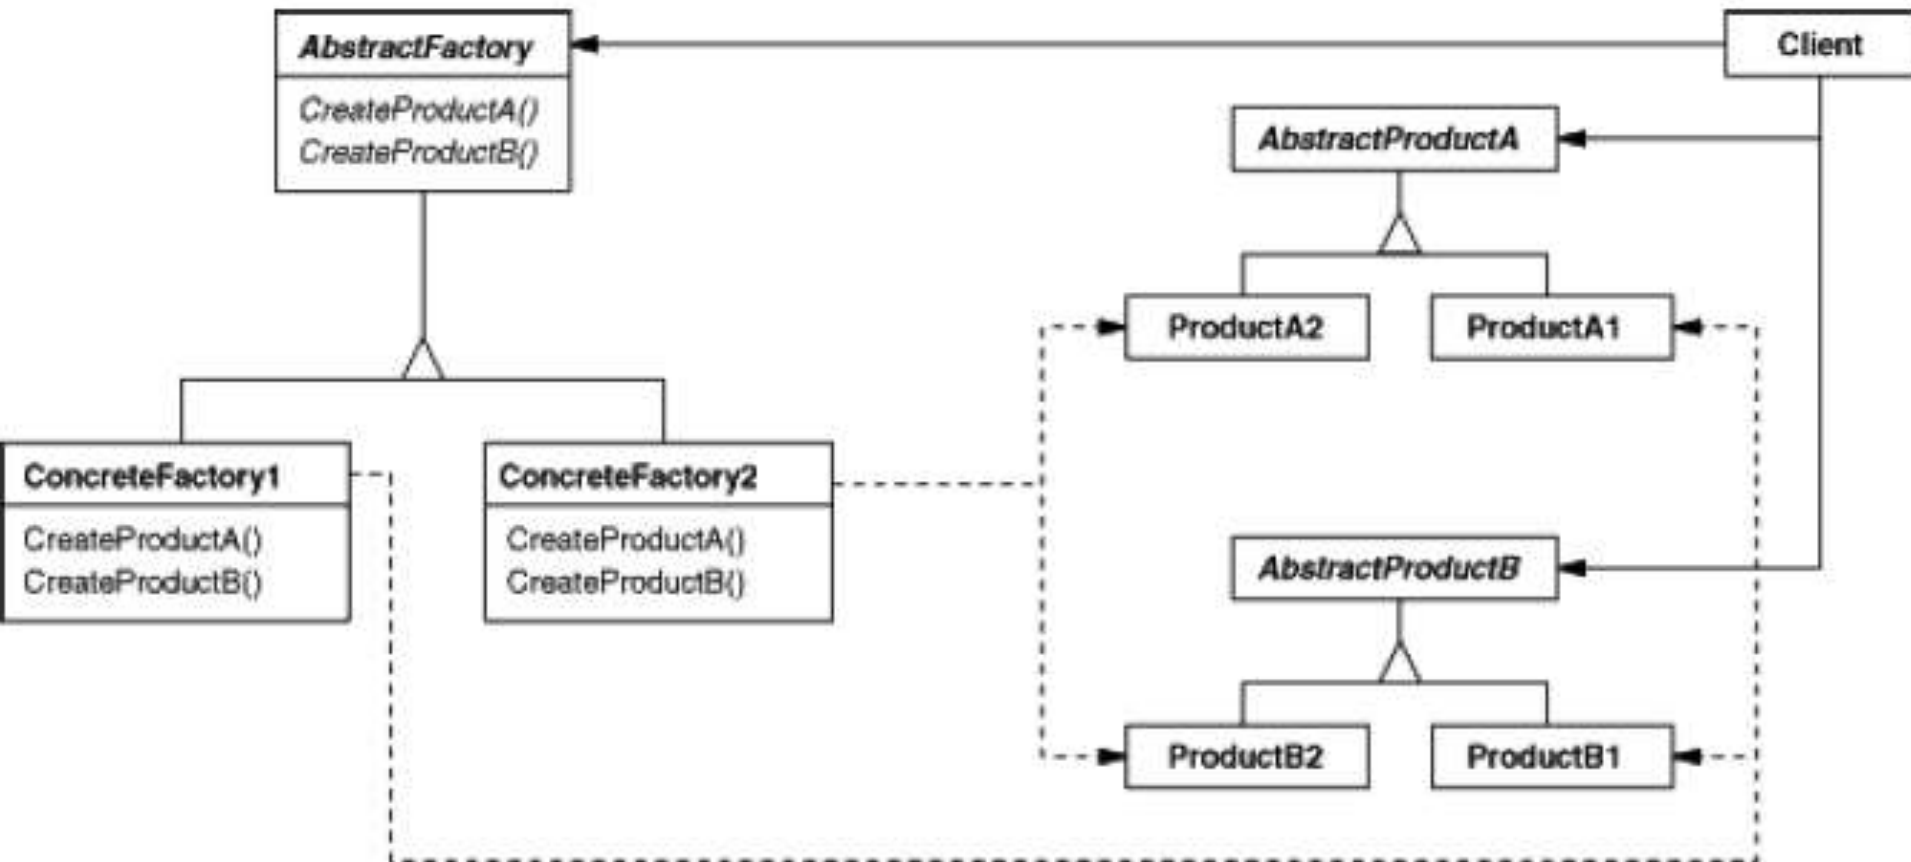 AbstractFactory
CreateProductA()
CreateProductB()
Client
AbstractProductA
ProductA2
ProductA1
ConcreteFactory1
CreateProductA()
CreateProductB()
ConcreteFactory2
CreateProductA()
CreateProductB()
AbstractProductB
ProductB2
ProductB1